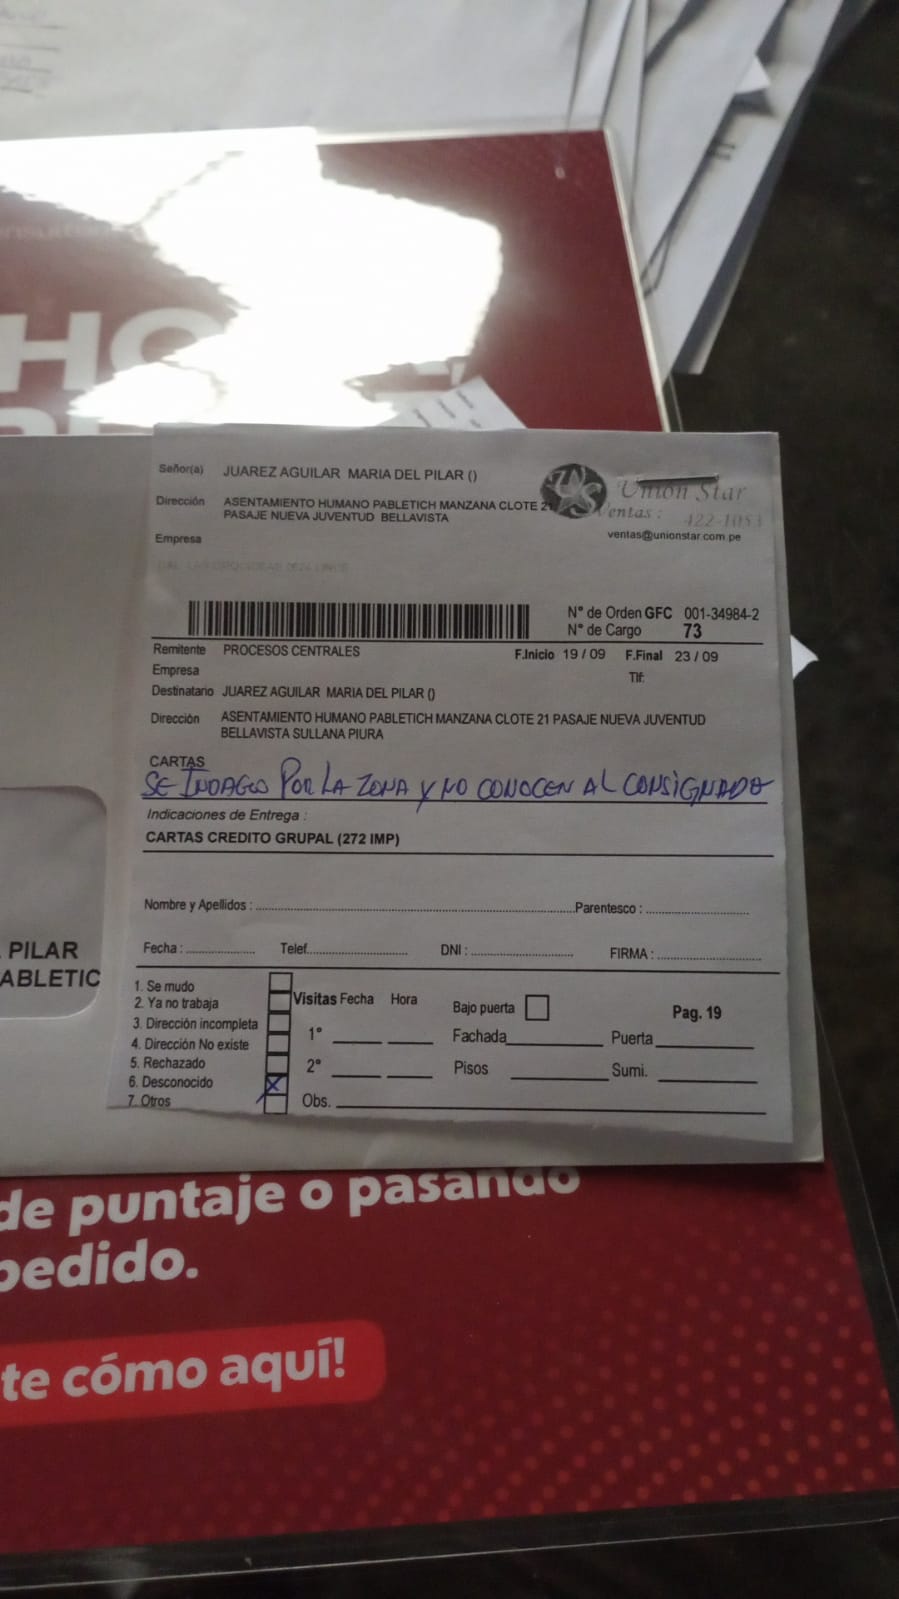 HO
Señor(a) JUAREZ AGUILAR MARIA DEL PILAR ()
Dirección ASENTAMIENTO HUMANO PABLETICH MANZANA CLOTE 21
PASAJE NUEVA JUVENTUD BELLAVISTA
Empresa
Union Star
Ventas : 422-1053
ventas@unionstar.com.pe
N° de Orden GFC 001-34984-2
N° de Cargo 73
Remitente PROCESOS CENTRALES F.Inicio 19 / 09 F.Final 23 / 09
Empresa Tlf:
Destinatario JUAREZ AGUILAR MARIA DEL PILAR ()
Dirección ASENTAMIENTO HUMANO PABLETICH MANZANA CLOTE 21 PASAJE NUEVA JUVENTUD
BELLAVISTA SULLANA PIURA
CARTAS
SE INDAGO POR LA ZONA Y NO CONOCEN AL CONSIGNADO
Indicaciones de Entrega :
CARTAS CREDITO GRUPAL (272 IMP)
Nombre y Apellidos : Parentesco :
Fecha : Telef. DNI : FIRMA :
1. Se mudo
2. Ya no trabaja
3. Dirección incompleta
4. Dirección No existe
5. Rechazado
6. Desconocido X
7. Otros
Visitas Fecha Hora
1°
2°
Obs.
Bajo puerta Pag. 19
Fachada Puerta
Pisos Sumi.
PILAR
ABLETIC
de puntaje o pasando
pedido.
te cómo aquí!